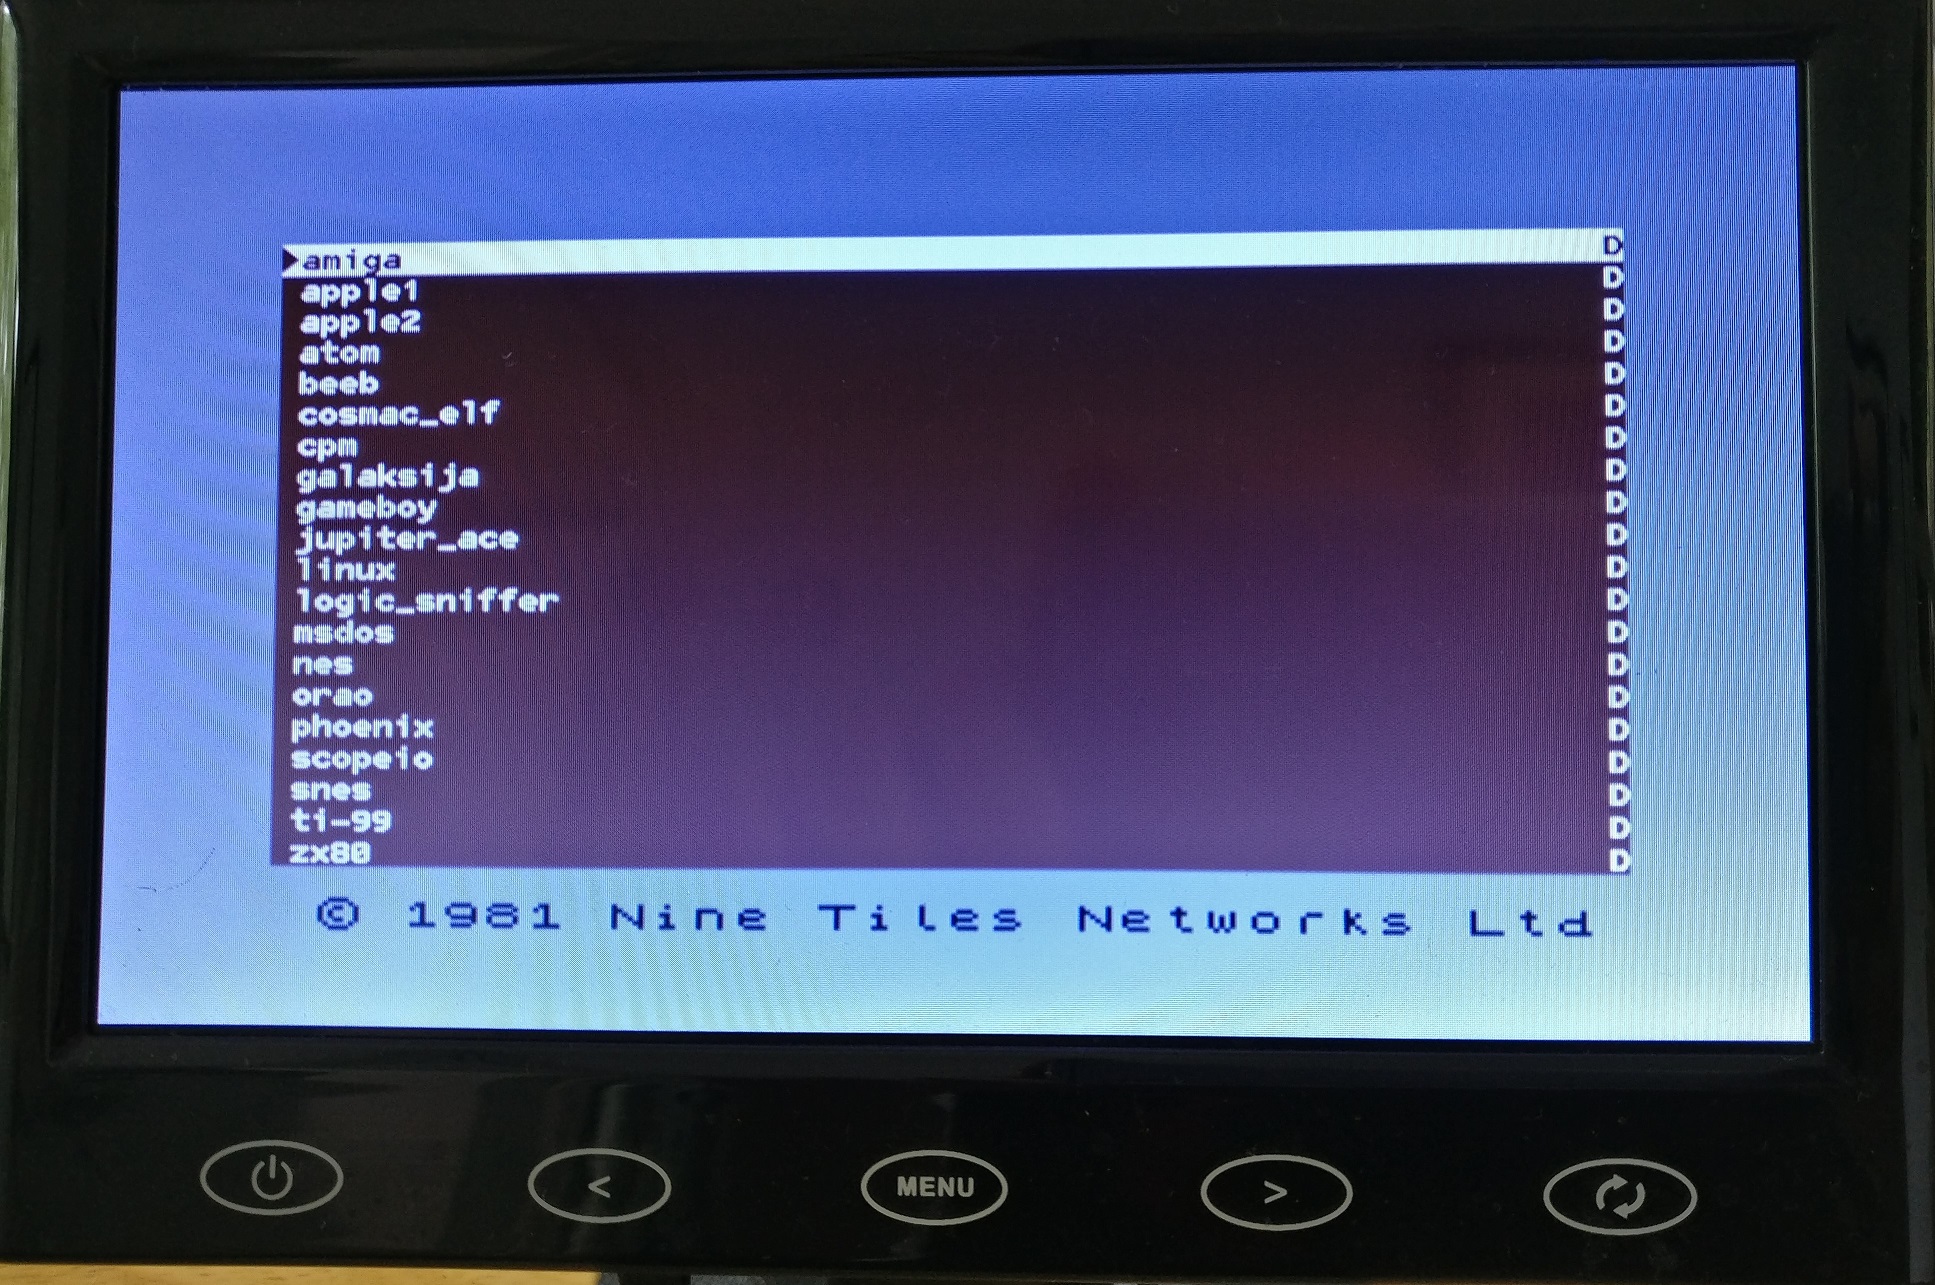 ▶amiga D
apple1 D
apple2 D
atom D
beeb D
cosmac_elf D
cpm D
galaksija D
gameboy D
jupiter_ace D
linux D
logic_sniffer D
msdos D
nes D
orao D
phoenix D
scopeio D
snes D
ti-99 D
zx80 D
© 1981 Nine Tiles Networks Ltd
< MENU >